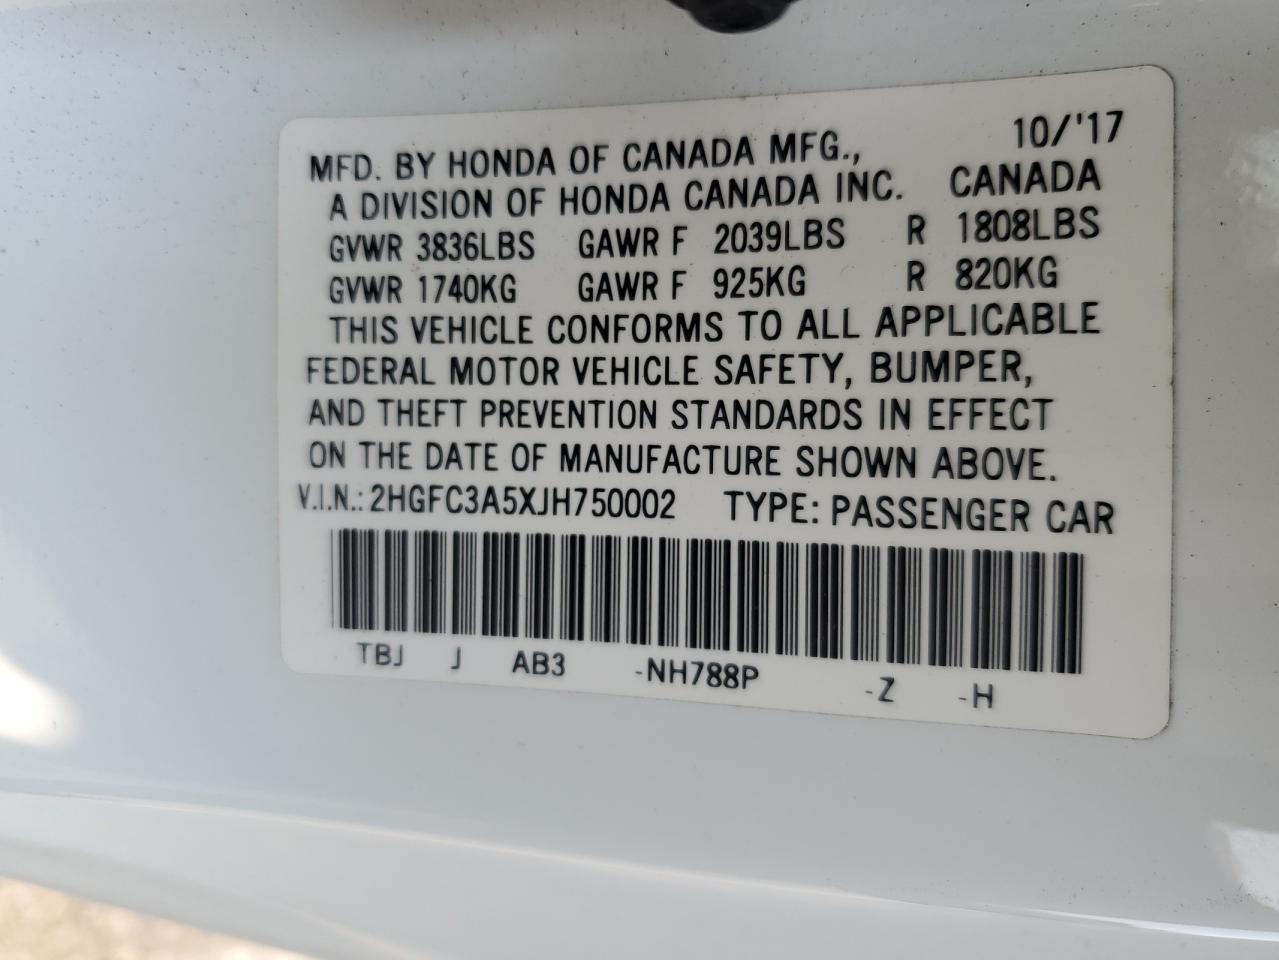 MFD. BY HONDA OF CANADA MFG., 10/'17
A DIVISION OF HONDA CANADA INC. CANADA
GVWR 3836LBS GAWR F 2039LBS R 1808LBS
GVWR 1740KG GAWR F 925KG R 820KG
THIS VEHICLE CONFORMS TO ALL APPLICABLE
FEDERAL MOTOR VEHICLE SAFETY, BUMPER,
AND THEFT PREVENTION STANDARDS IN EFFECT
ON THE DATE OF MANUFACTURE SHOWN ABOVE.
V.I.N.: 2HGFC3A5XJH750002 TYPE: PASSENGER CAR
TBJ J AB3 -NH788P -Z -H